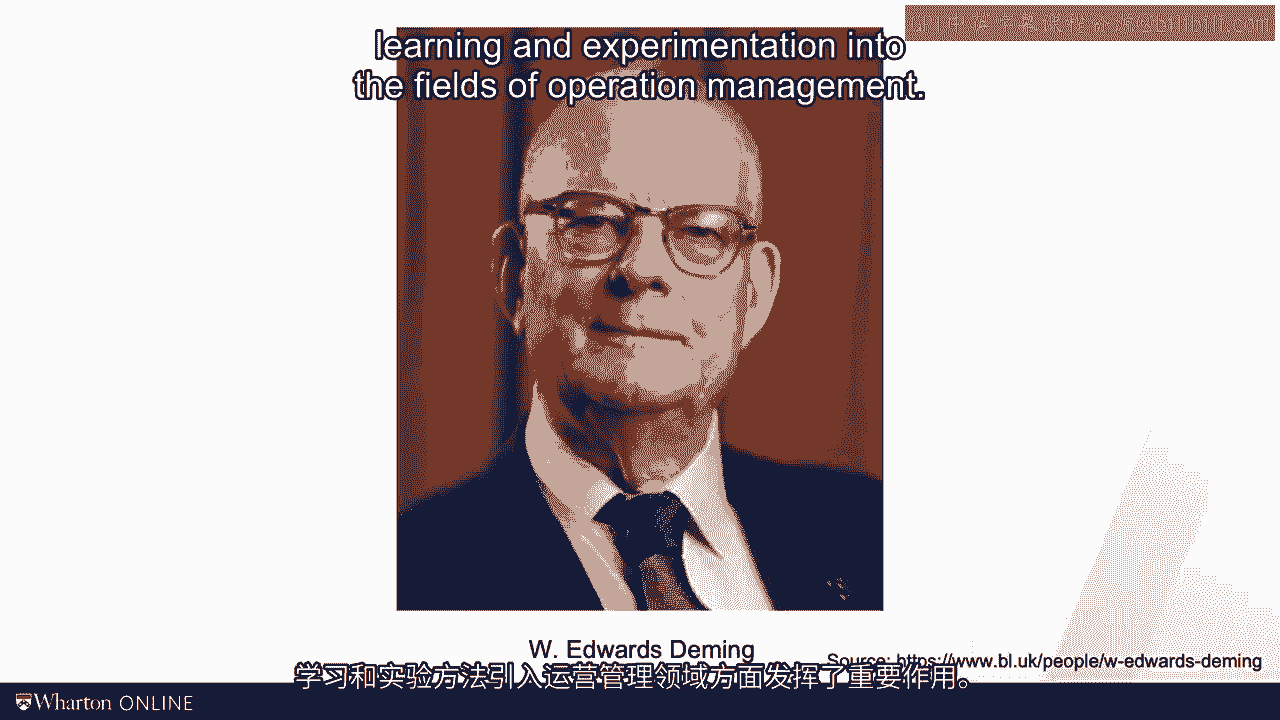 learning and experimentation into
the fields of operation management.
W. Edwards Deming
Source: https://www.bl.uk/people/w-edwards-deming
学习和实验方法引入运营管理领域方面发挥了重要作用。
Wharton ONLINE